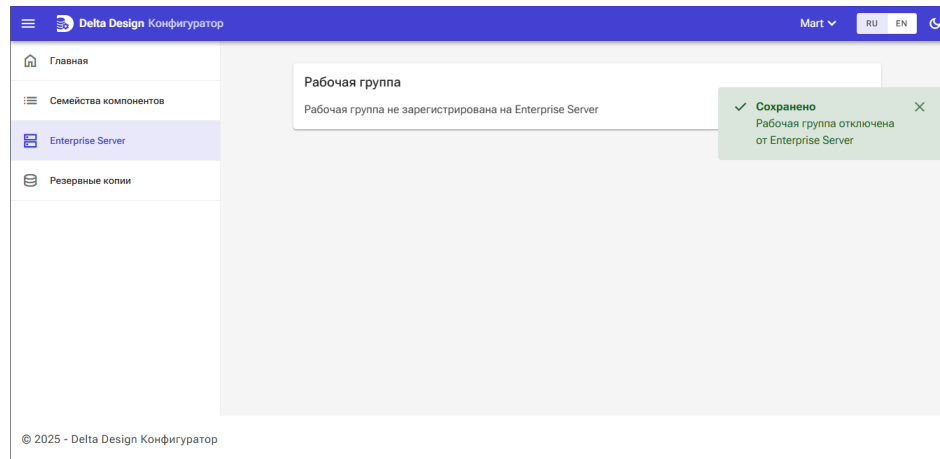 Delta Design Конфигуратор
Mart
RU EN
Главная
Семейства компонентов
Enterprise Server
Резервные копии
Рабочая группа
Рабочая группа не зарегистрирована на Enterprise Server
Сохранено
Рабочая группа отключена
от Enterprise Server
© 2025 - Delta Design Конфигуратор